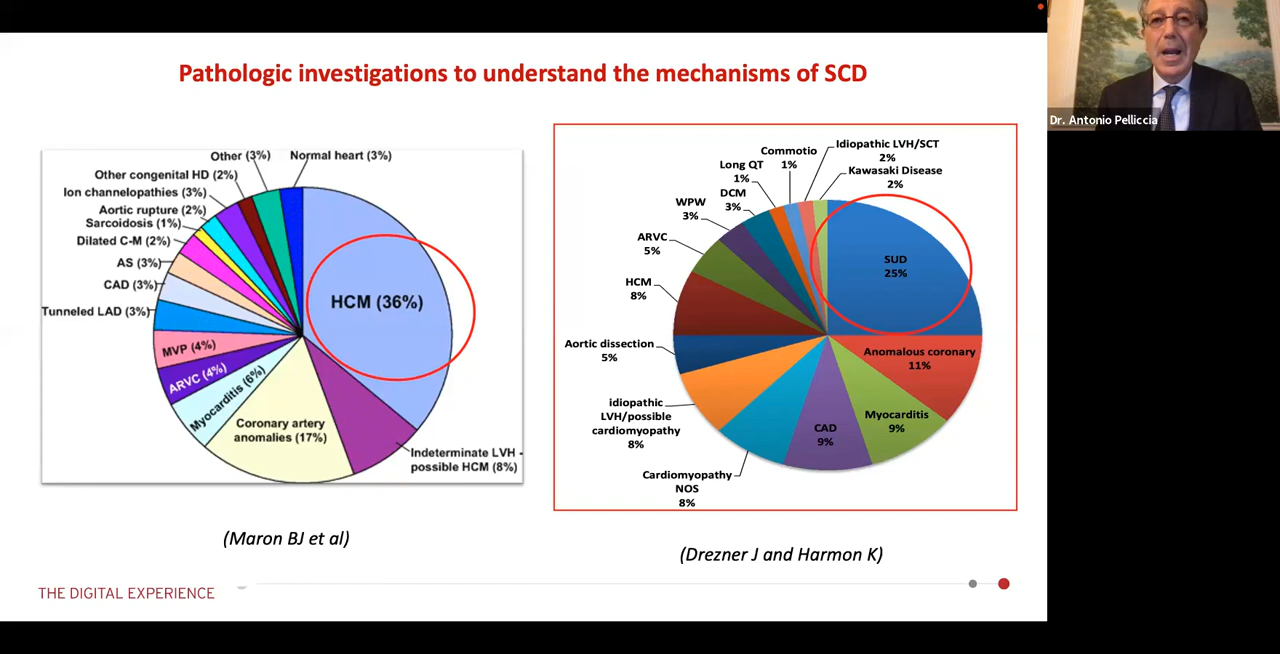 Pathologic investigations to understand the mechanisms of SCD
Dr. Antonio Pelliccia
Other (3%)
Normal heart (3%)
Other congenital HD (2%)
Ion channelopathies (3%)
Aortic rupture (2%)
Sarcoidosis (1%)
Dilated C-M (2%)
AS (3%)
CAD (3%)
Tunneled LAD (3%)
MVP (4%)
ARVC (4%)
Myocarditis (6%)
Coronary artery
anomalies (17%)
Indeterminate LVH -
possible HCM (8%)
HCM (36%)
(Maron BJ et al)
Commotio
1%
Idiopathic LVH/SCT
2%
Long QT
1%
Kawasaki Disease
2%
DCM
3%
WPW
3%
ARVC
5%
HCM
8%
Aortic dissection
5%
idiopathic
LVH/possible
cardiomyopathy
8%
Cardiomyopathy
NOS
8%
CAD
9%
Myocarditis
9%
Anomalous coronary
11%
SUD
25%
(Drezner J and Harmon K)
THE DIGITAL EXPERIENCE